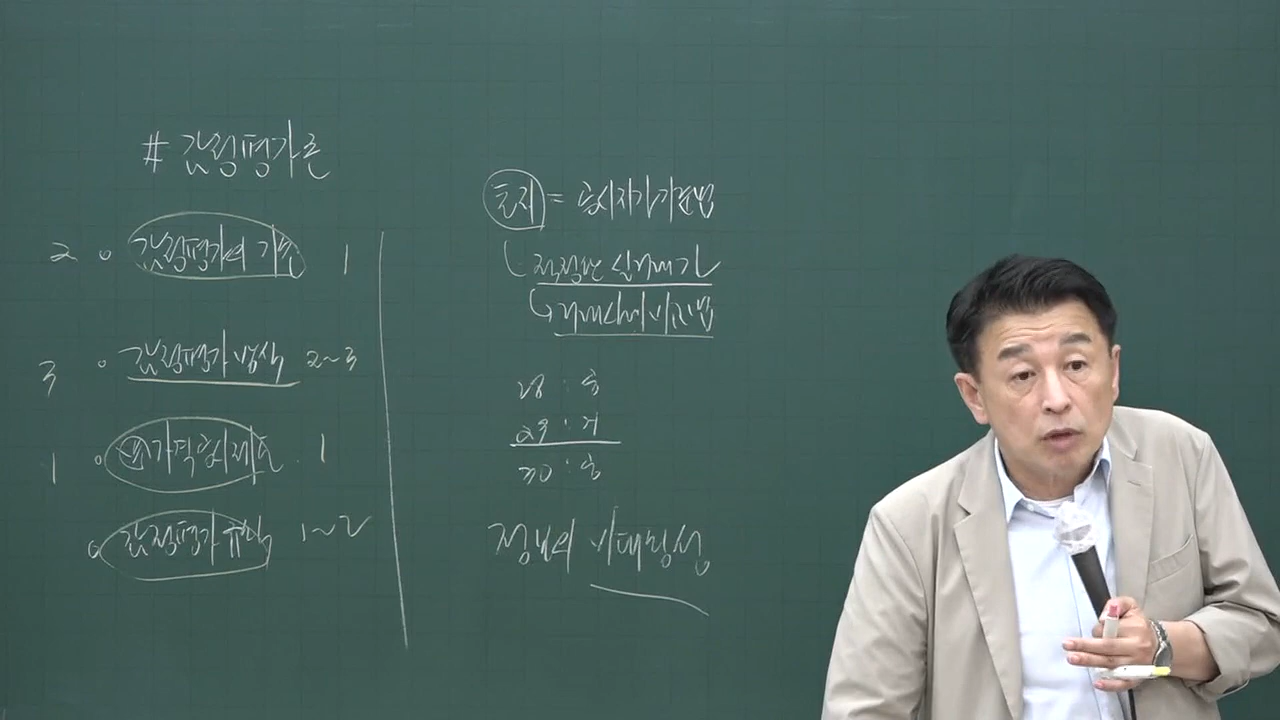 # 감정평가론
2 ○ 감정평가의 기준 1
3 ○ 감정평가방식 2~3
1 ○ 가격공시제도 1
○ 감정평가규칙 1~2
토지 = 공시지가기준법
적정한 실거래가
거래사례비교법
28 : 공
29 : 거
30 : 공
정보의 비대칭성